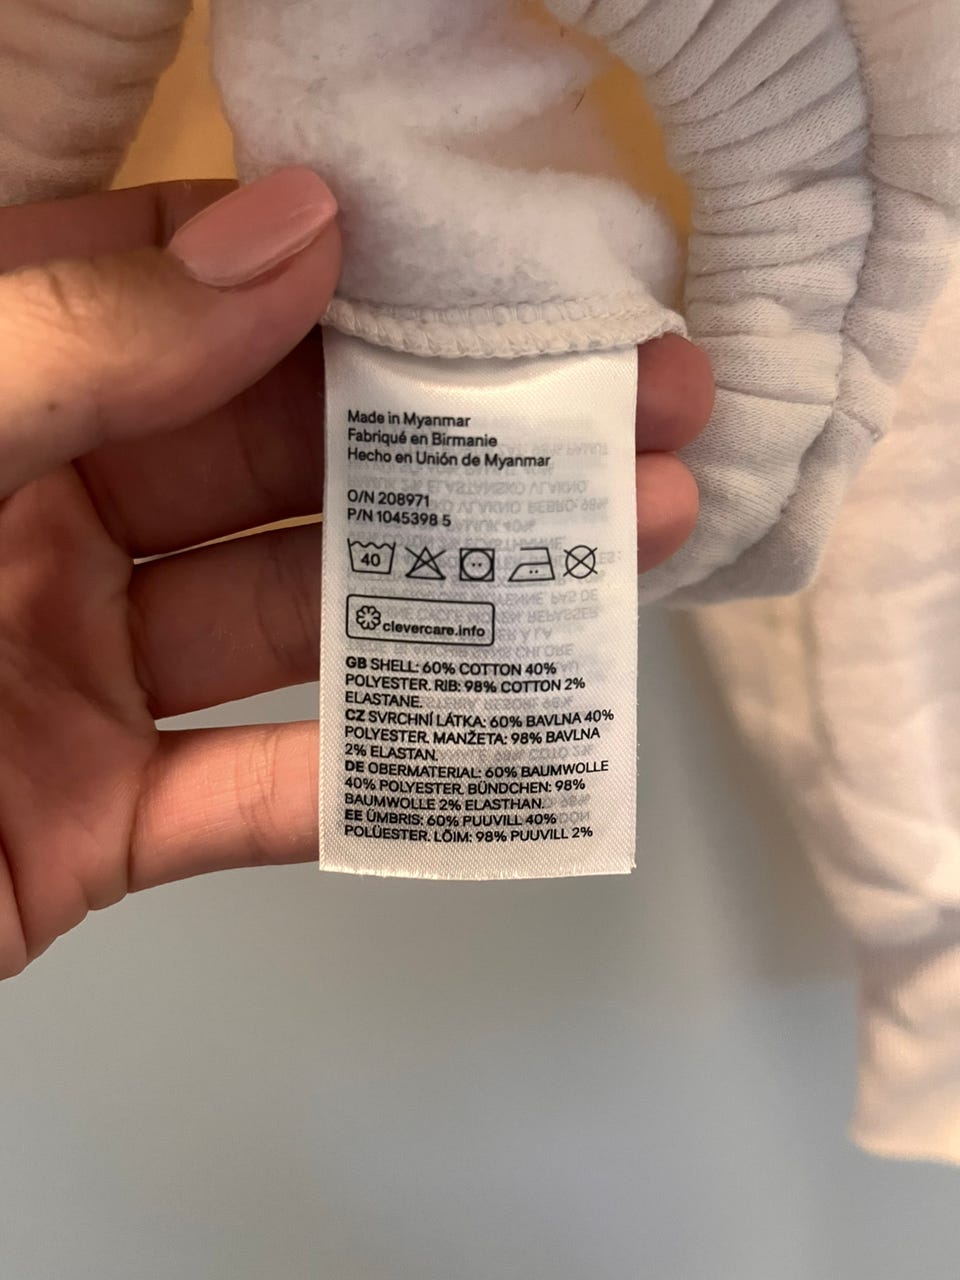 Made in Myanmar
Fabriqué en Birmanie
Hecho en Unión de Myanmar
O/N 208971
P/N 1045398 5
40
clevercare.info
GB SHELL: 60% COTTON 40%
POLYESTER. RIB: 98% COTTON 2%
ELASTANE.
CZ SVRCHNÍ LÁTKA: 60% BAVLNA 40%
POLYESTER. MANŽETA: 98% BAVLNA
2% ELASTAN.
DE OBERMATERIAL: 60% BAUMWOLLE
40% POLYESTER. BÜNDCHEN: 98%
BAUMWOLLE 2% ELASTHAN.
EE ÜMBRIS: 60% PUUVILL 40%
POLÜESTER. LÕIM: 98% PUUVILL 2%